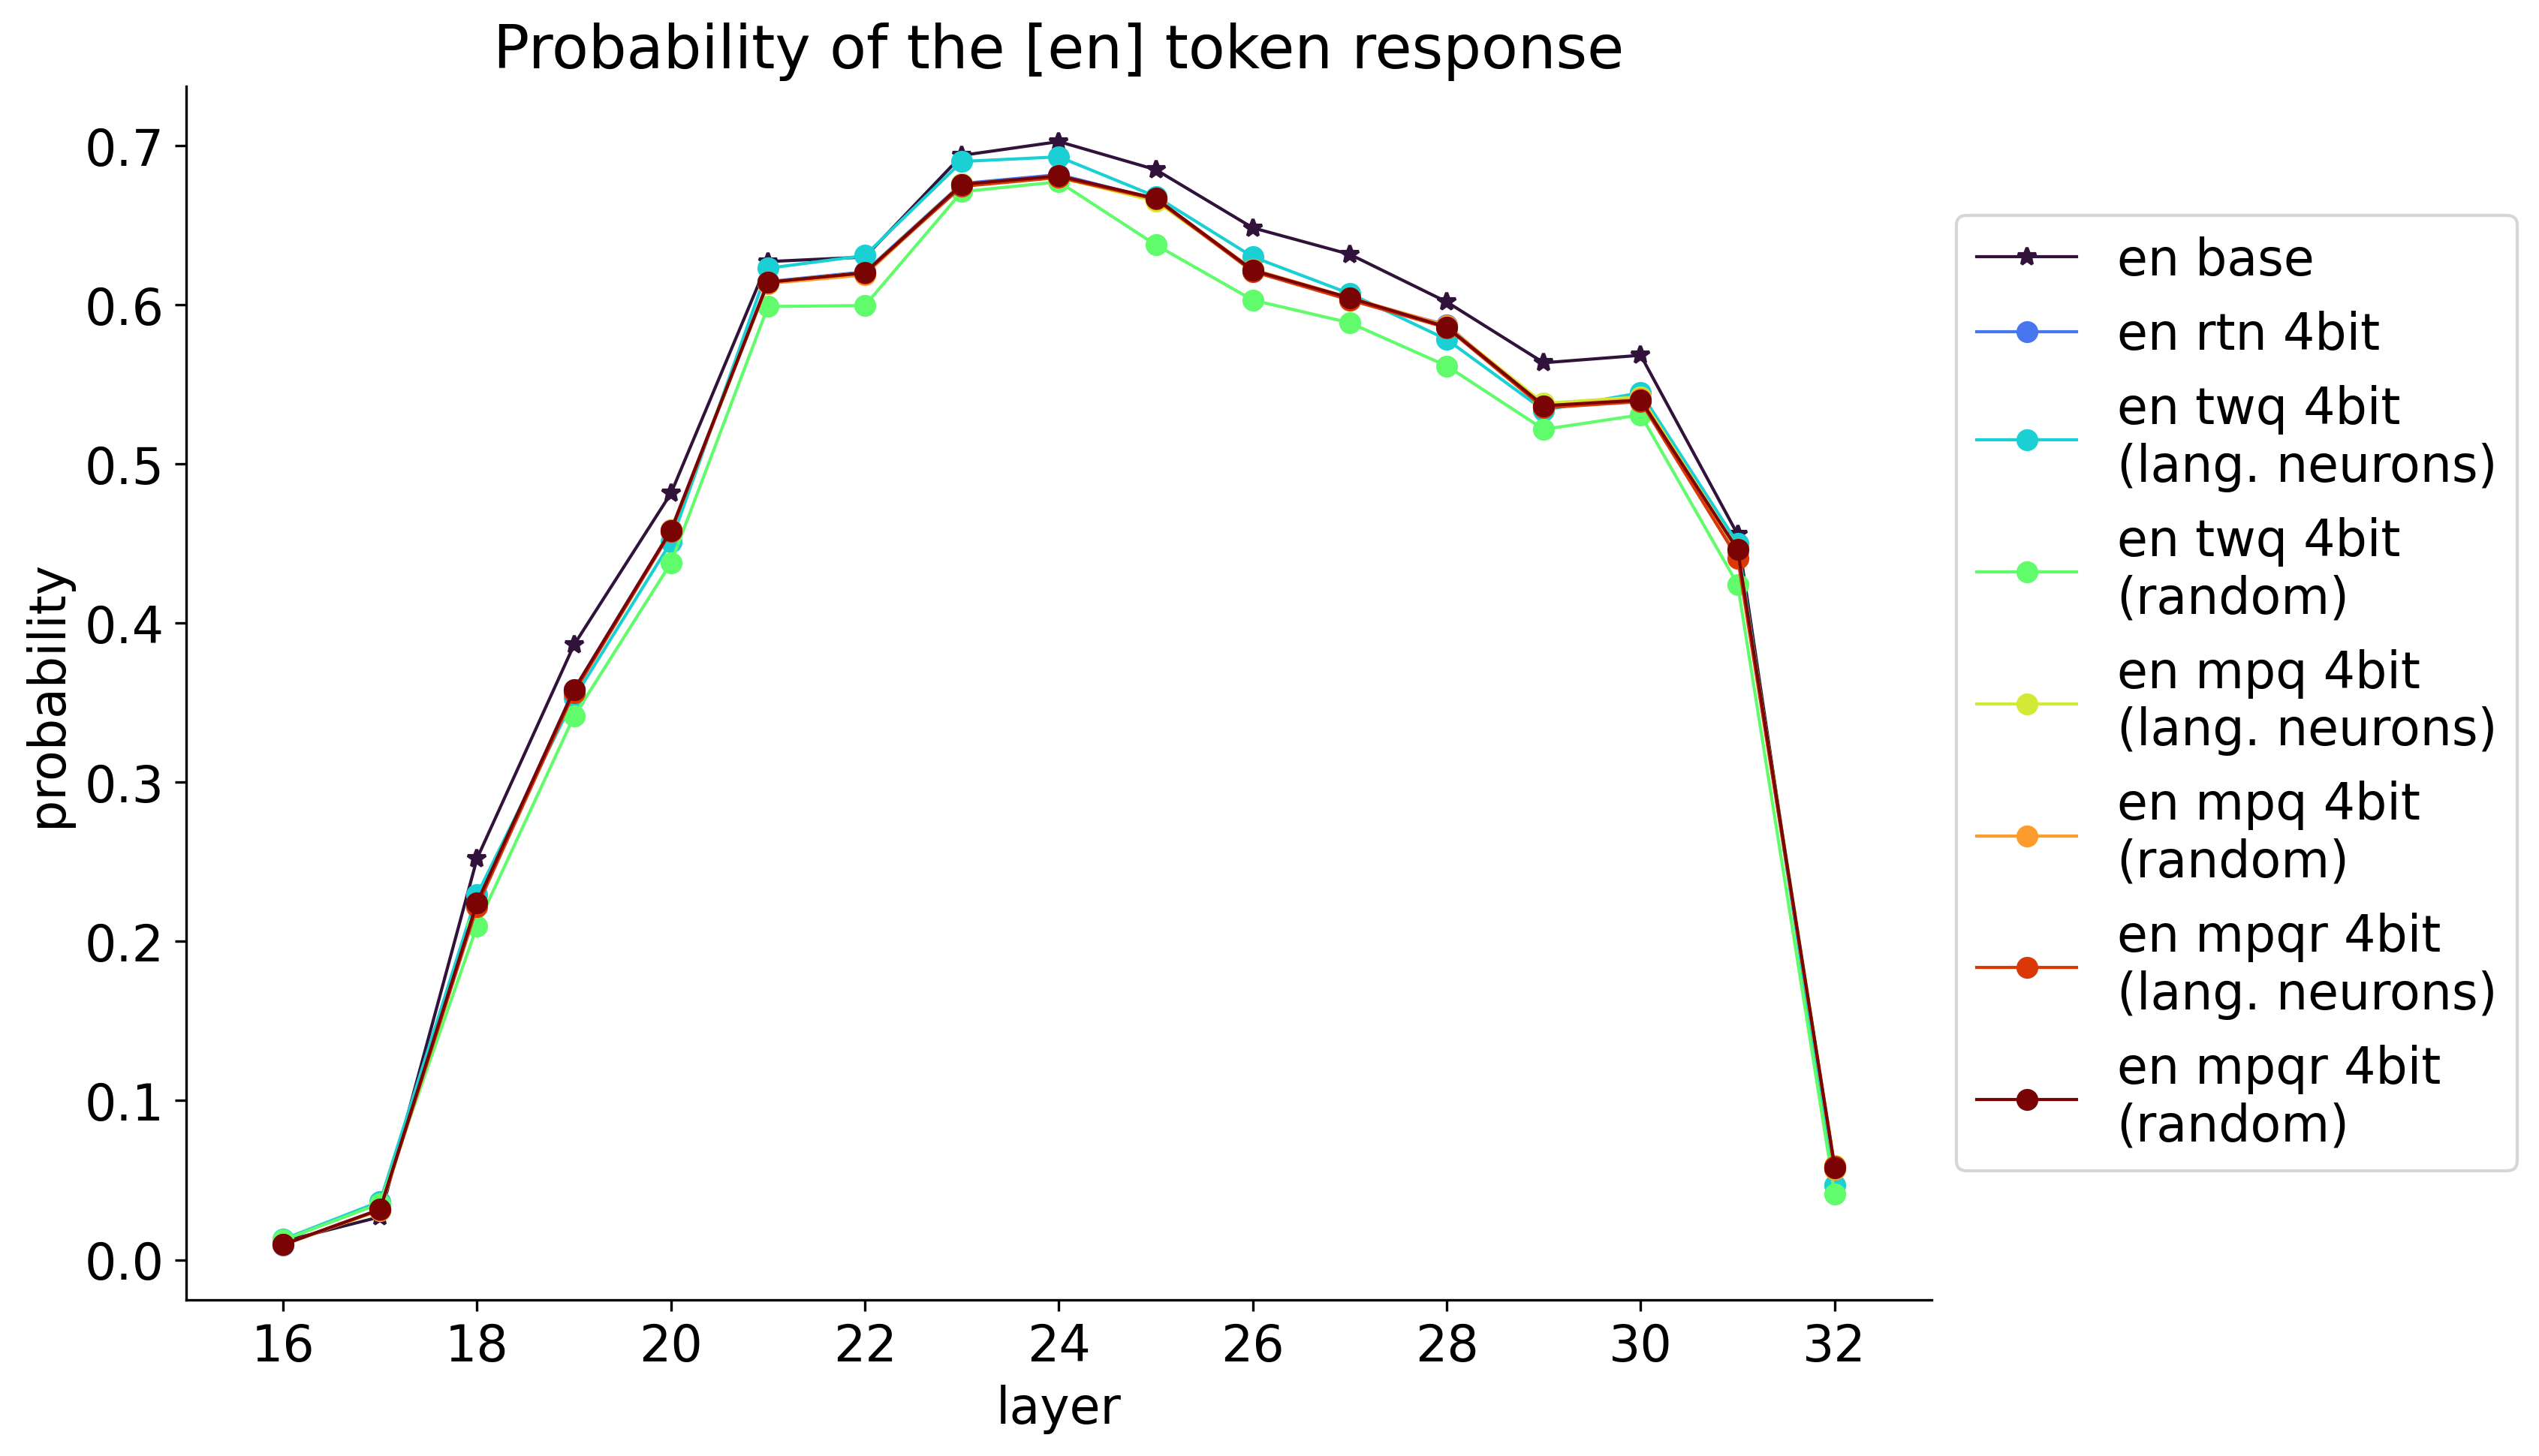 Probability of the [en] token response
probability
0.7
0.6
0.5
0.4
0.3
0.2
0.1
0.0
16 18 20 22 24 26 28 30 32
layer
en base
en rtn 4bit
en twq 4bit
(lang. neurons)
en twq 4bit
(random)
en mpq 4bit
(lang. neurons)
en mpq 4bit
(random)
en mpqr 4bit
(lang. neurons)
en mpqr 4bit
(random)